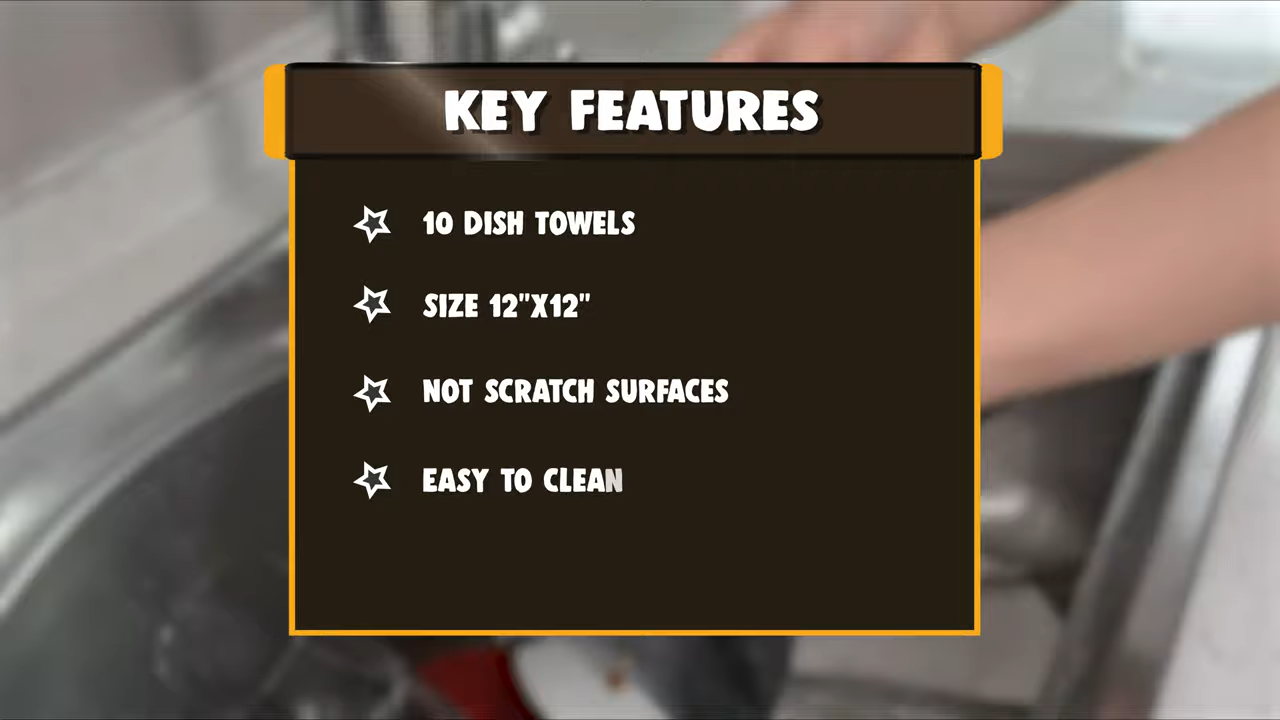 KEY FEATURES
10 DISH TOWELS
SIZE 12"X12"
NOT SCRATCH SURFACES
EASY TO CLEAN